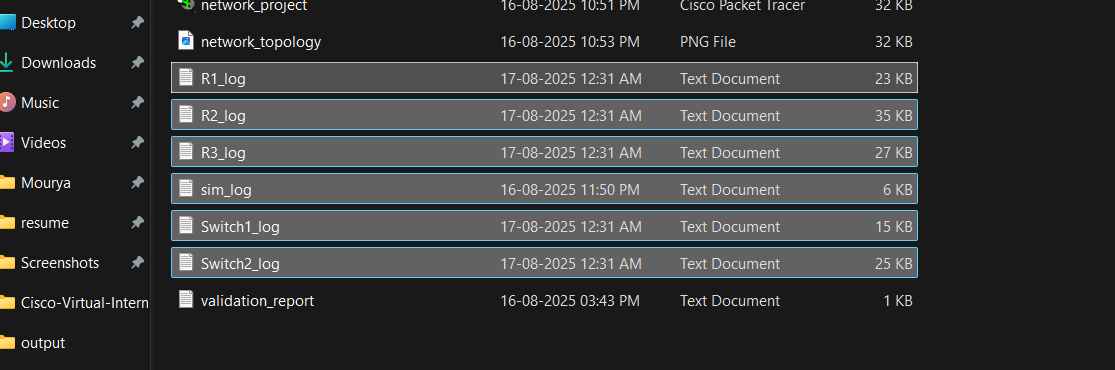 network_project 16-08-2025 10:51 PM Cisco Packet Tracer 32 KB
Desktop
network_topology 16-08-2025 10:53 PM PNG File 32 KB
Downloads
R1_log 17-08-2025 12:31 AM Text Document 23 KB
Music
R2_log 17-08-2025 12:31 AM Text Document 35 KB
Videos
R3_log 17-08-2025 12:31 AM Text Document 27 KB
Mourya
sim_log 16-08-2025 11:50 PM Text Document 6 KB
resume
Switch1_log 17-08-2025 12:31 AM Text Document 15 KB
Screenshots
Switch2_log 17-08-2025 12:31 AM Text Document 25 KB
Cisco-Virtual-Intern
validation_report 16-08-2025 03:43 PM Text Document 1 KB
output